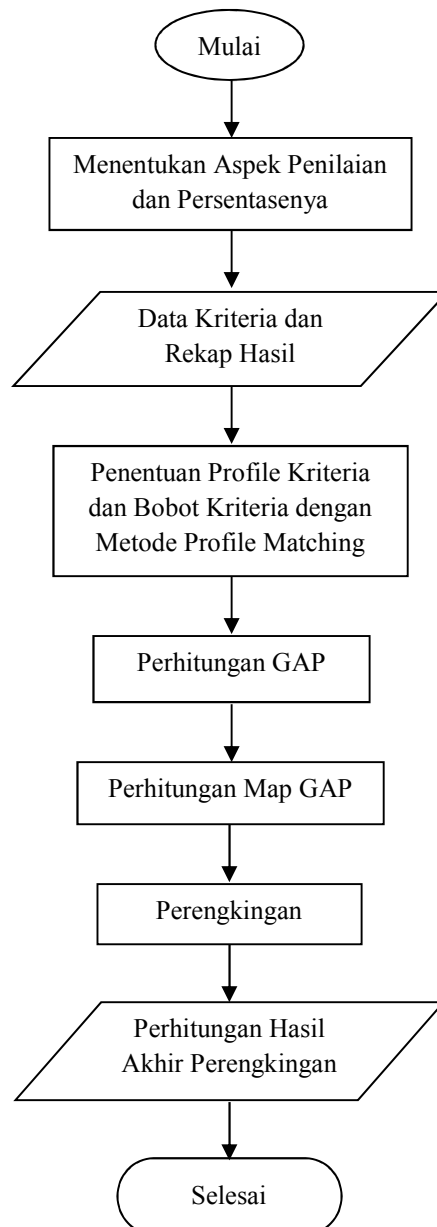 Mulai
Menentukan Aspek Penilaian
dan Persentasenya
Data Kriteria dan
Rekap Hasil
Penentuan Profile Kriteria
dan Bobot Kriteria dengan
Metode Profile Matching
Perhitungan GAP
Perhitungan Map GAP
Perengkingan
Perhitungan Hasil
Akhir Perengkingan
Selesai